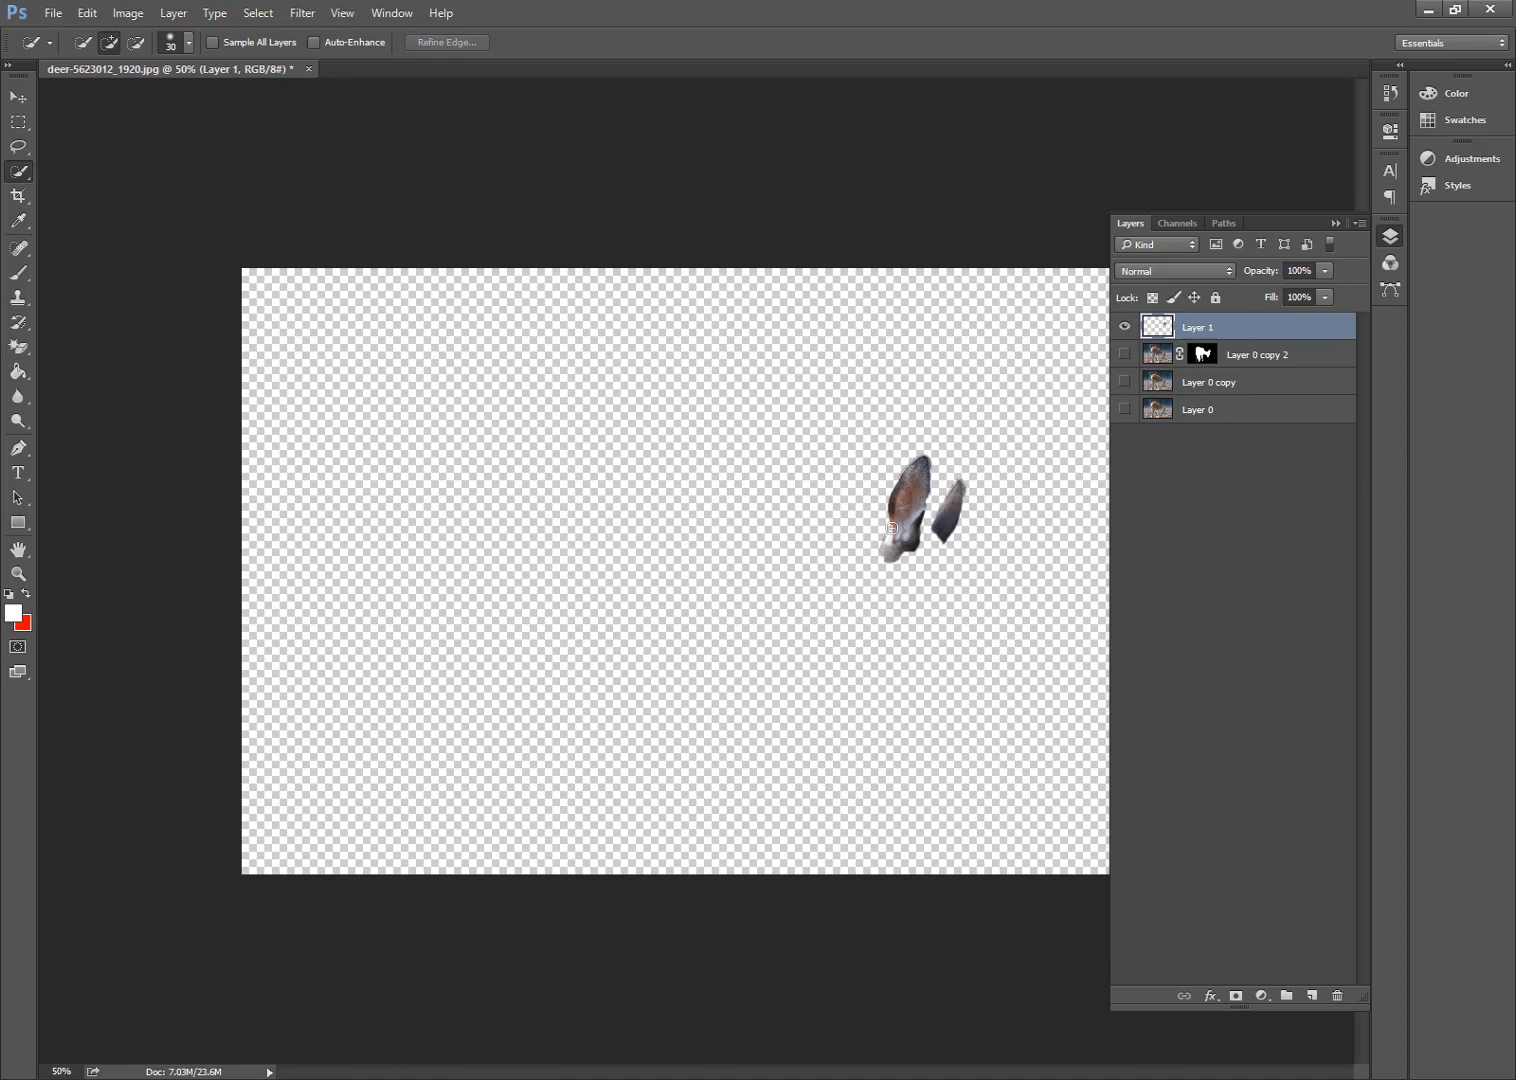 Ps File Edit Image Layer Type Select Filter View Window Help
30 Sample All Layers Auto-Enhance Refine Edge... Essentials
deer-5623012_1920.jpg @ 50% (Layer 1, RGB/8#) *
Color
Swatches
Adjustments
Styles
Layers Channels Paths
Kind
Normal Opacity: 100%
Lock: Fill: 100%
Layer 1
Layer 0 copy 2
Layer 0 copy
Layer 0
fx
50% Doc: 7.03M/23.6M